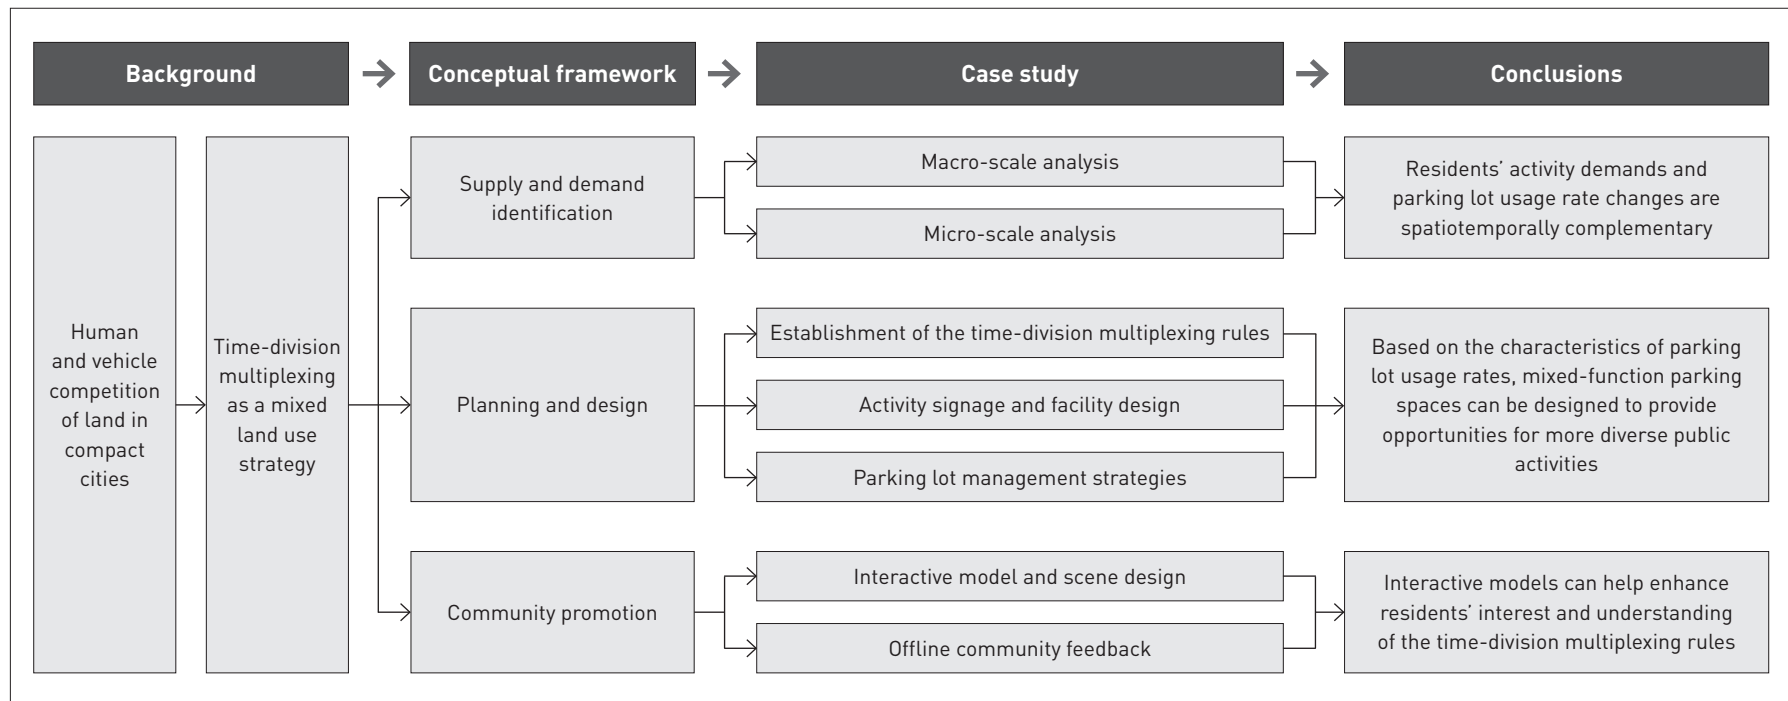 Background
Conceptual framework
Case study
Conclusions
Human
and vehicle
competition
of land in
compact
cities
Time-division
multiplexing
as a mixed
land use
strategy
Supply and demand
identification
Macro-scale analysis
Micro-scale analysis
Residents’ activity demands and
parking lot usage rate changes are
spatiotemporally complementary
Planning and design
Establishment of the time-division multiplexing rules
Activity signage and facility design
Parking lot management strategies
Based on the characteristics of parking
lot usage rates, mixed-function parking
spaces can be designed to provide
opportunities for more diverse public
activities
Community promotion
Interactive model and scene design
Offline community feedback
Interactive models can help enhance
residents’ interest and understanding
of the time-division multiplexing rules